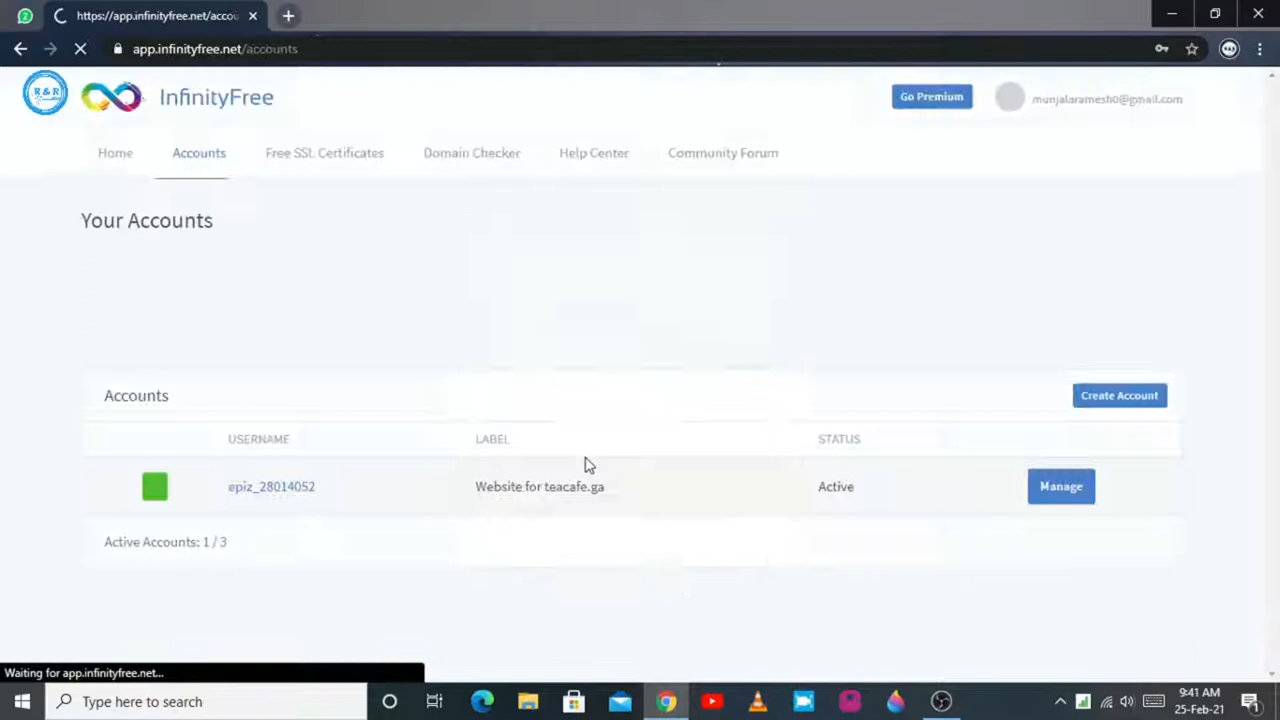 https://app.infinityfree.net/accou
app.infinityfree.net/accounts
R & R
InfinityFree
Go Premium
munjalaramesh0@gmail.com
Home
Accounts
Free SSL Certificates
Domain Checker
Help Center
Community Forum
Your Accounts
Accounts
Create Account
USERNAME
LABEL
STATUS
epiz_28014052
Website for teacafe.ga
Active
Manage
Active Accounts: 1 / 3
Waiting for app.infinityfree.net...
Type here to search
9:41 AM
25-Feb-21